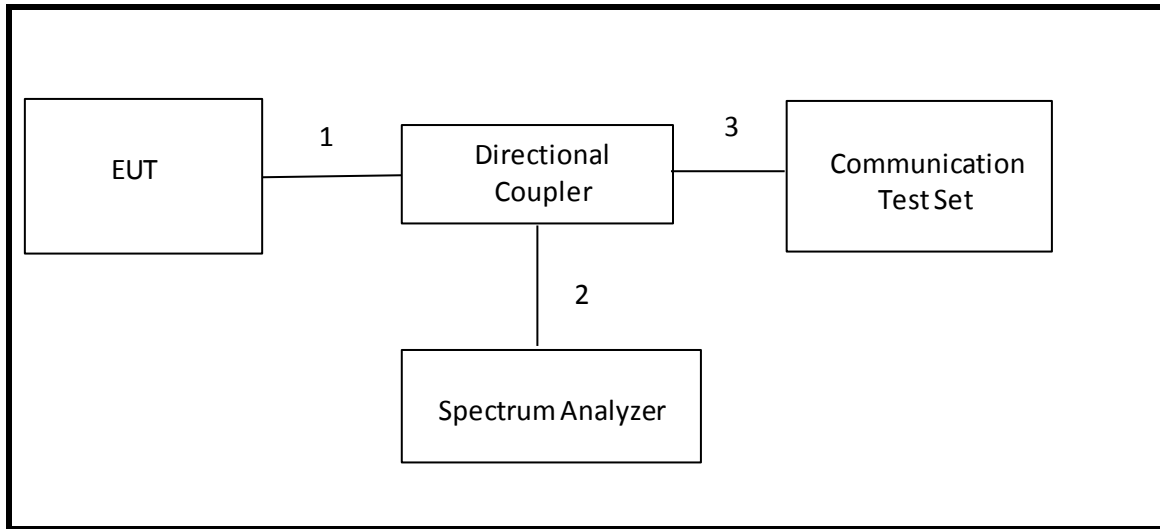 EUT
1
Directional
Coupler
3
Communication
Test Set
2
Spectrum Analyzer